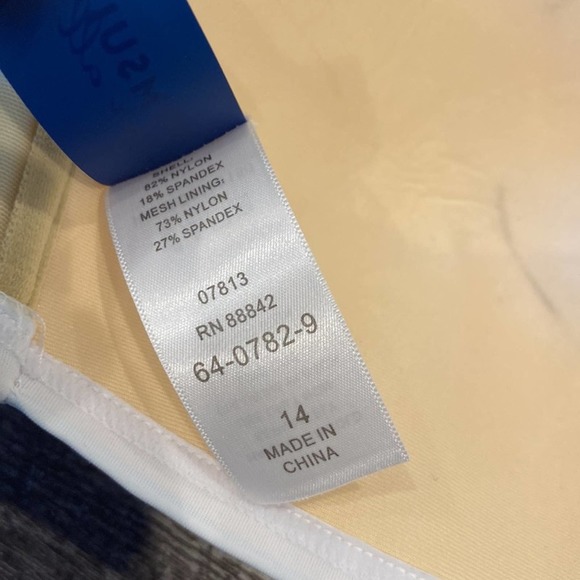 SHELL:
82% NYLON
18% SPANDEX
MESH LINING:
73% NYLON
27% SPANDEX
07813
RN 88842
64-0782-9
14
MADE IN
CHINA